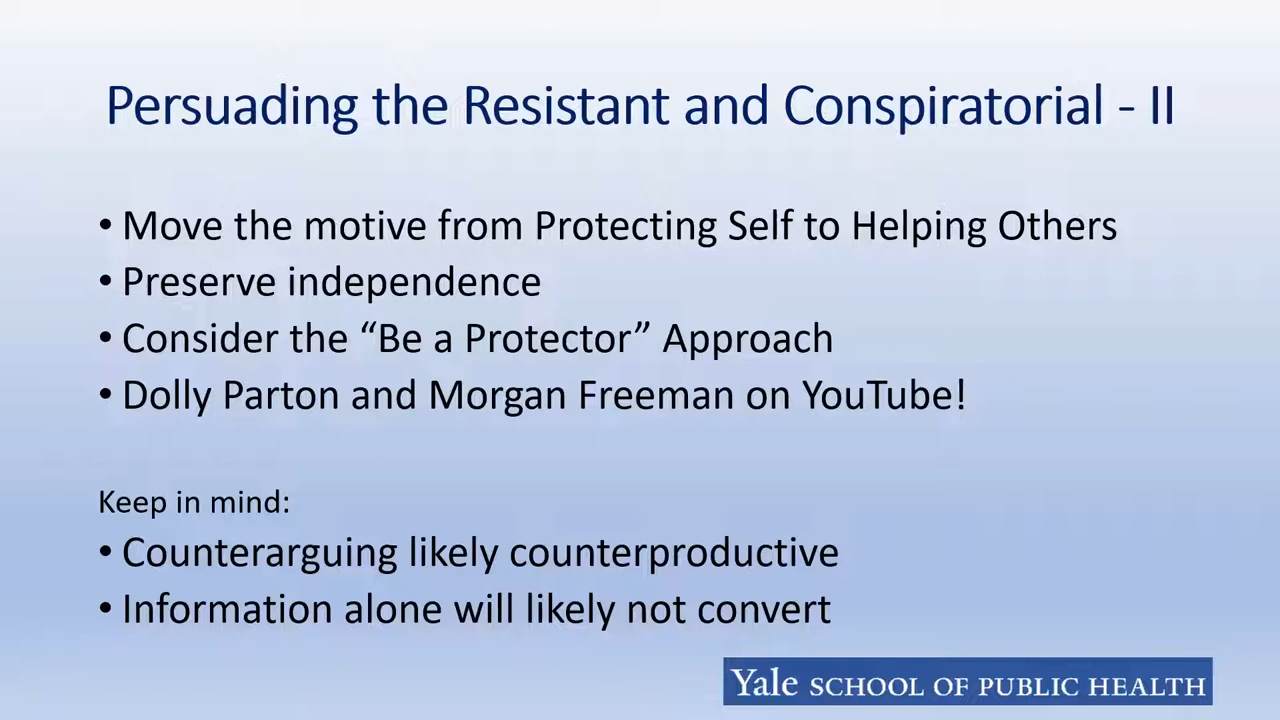 Persuading the Resistant and Conspiratorial - II
• Move the motive from Protecting Self to Helping Others
• Preserve independence
• Consider the “Be a Protector” Approach
• Dolly Parton and Morgan Freeman on YouTube!
Keep in mind:
• Counterarguing likely counterproductive
• Information alone will likely not convert
Yale SCHOOL OF PUBLIC HEALTH